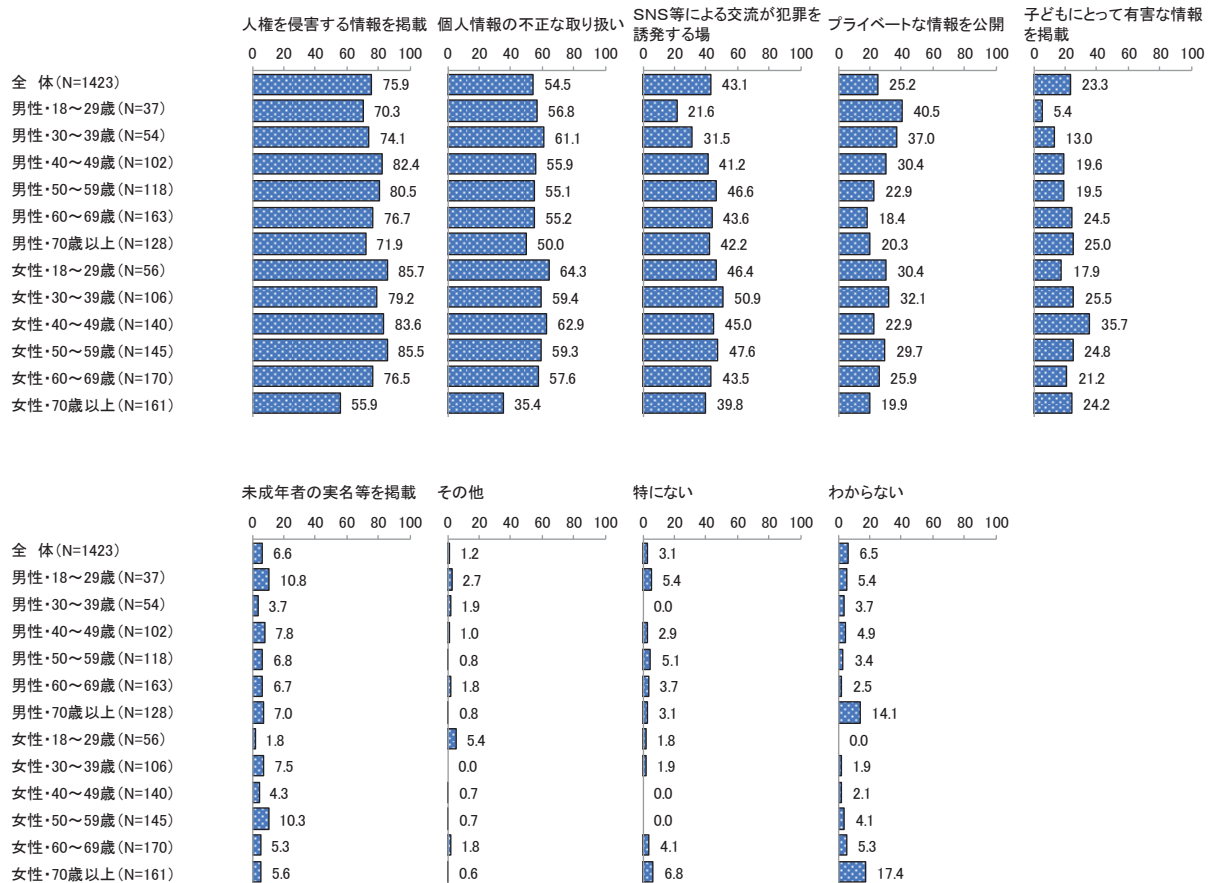 人権を侵害する情報を掲載 個人情報の不正な取り扱い SNS等による交流が犯罪を誘発する場 プライベートな情報を公開 子どもにとって有害な情報を掲載
0 20 40 60 80 100 0 20 40 60 80 100 0 20 40 60 80 100 0 20 40 60 80 100 0 20 40 60 80 100
全 体(N=1423) 75.9 54.5 43.1 25.2 23.3
男性・18～29歳(N=37) 70.3 56.8 21.6 40.5 5.4
男性・30～39歳(N=54) 74.1 61.1 31.5 37.0 13.0
男性・40～49歳(N=102) 82.4 55.9 41.2 30.4 19.6
男性・50～59歳(N=118) 80.5 55.1 46.6 22.9 19.5
男性・60～69歳(N=163) 76.7 55.2 43.6 18.4 24.5
男性・70歳以上(N=128) 71.9 50.0 42.2 20.3 25.0
女性・18～29歳(N=56) 85.7 64.3 46.4 30.4 17.9
女性・30～39歳(N=106) 79.2 59.4 50.9 32.1 25.5
女性・40～49歳(N=140) 83.6 62.9 45.0 22.9 35.7
女性・50～59歳(N=145) 85.5 59.3 47.6 29.7 24.8
女性・60～69歳(N=170) 76.5 57.6 43.5 25.9 21.2
女性・70歳以上(N=161) 55.9 35.4 39.8 19.9 24.2
未成年者の実名等を掲載 その他 特にない わからない
0 20 40 60 80 100 0 20 40 60 80 100 0 20 40 60 80 100 0 20 40 60 80 100
全 体(N=1423) 6.6 1.2 3.1 6.5
男性・18～29歳(N=37) 10.8 2.7 5.4 5.4
男性・30～39歳(N=54) 3.7 1.9 0.0 3.7
男性・40～49歳(N=102) 7.8 1.0 2.9 4.9
男性・50～59歳(N=118) 6.8 0.8 5.1 3.4
男性・60～69歳(N=163) 6.7 1.8 3.7 2.5
男性・70歳以上(N=128) 7.0 0.8 3.1 14.1
女性・18～29歳(N=56) 1.8 5.4 1.8 0.0
女性・30～39歳(N=106) 7.5 0.0 1.9 1.9
女性・40～49歳(N=140) 4.3 0.7 0.0 2.1
女性・50～59歳(N=145) 10.3 0.7 0.0 4.1
女性・60～69歳(N=170) 5.3 1.8 4.1 5.3
女性・70歳以上(N=161) 5.6 0.6 6.8 17.4